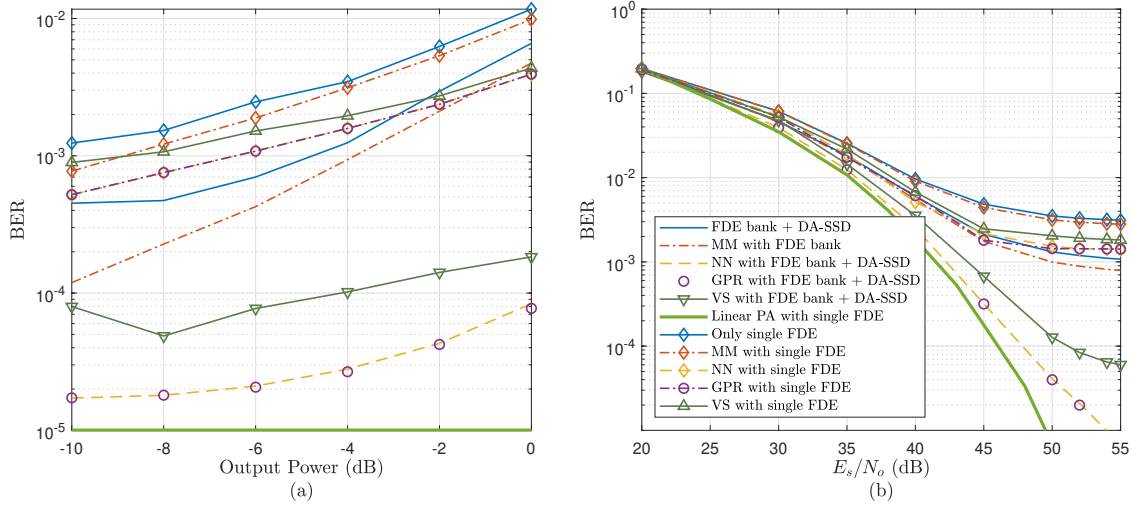 10^-2
10^-3
10^-4
10^-5
BER
-10 -8 -6 -4 -2 0
Output Power (dB)
(a)
10^0
10^-1
10^-2
10^-3
10^-4
BER
FDE bank + DA-SSD
MM with FDE bank
NN with FDE bank + DA-SSD
GPR with FDE bank + DA-SSD
VS with FDE bank + DA-SSD
Linear PA with single FDE
Only single FDE
MM with single FDE
NN with single FDE
GPR with single FDE
VS with single FDE
20 25 30 35 40 45 50 55
E_s/N_o (dB)
(b)